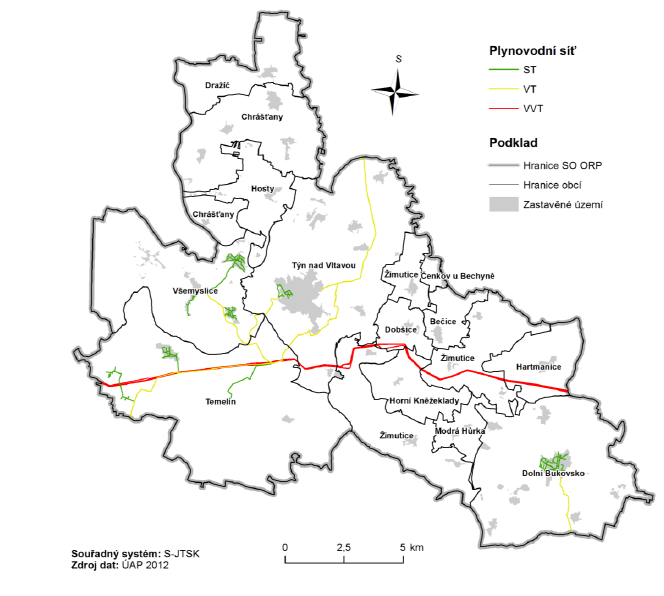 S
Plynovodní síť
ST
VT
VVT
Podklad
Hranice SO ORP
Hranice obcí
Zastavěné území
Dražíč
Chrášťany
Hosty
Chrášťany
Týn nad Vltavou
Žimutice
Čenkov u Bechyně
Všemyslice
Bečice
Dobšice
Žimutice
Hartmanice
Temelín
Horní Kněžeklady
Žimutice
Modrá Hůrka
Dolní Bukovsko
Souřadný systém: S-JTSK
Zdroj dat: ÚAP 2012
0 2,5 5 km